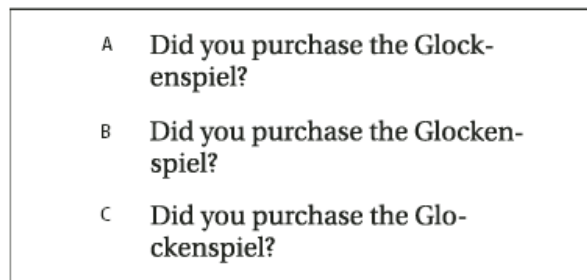 A Did you purchase the Glock-
enspiel?
B Did you purchase the Glocken-
spiel?
C Did you purchase the Glo-
ckenspiel?